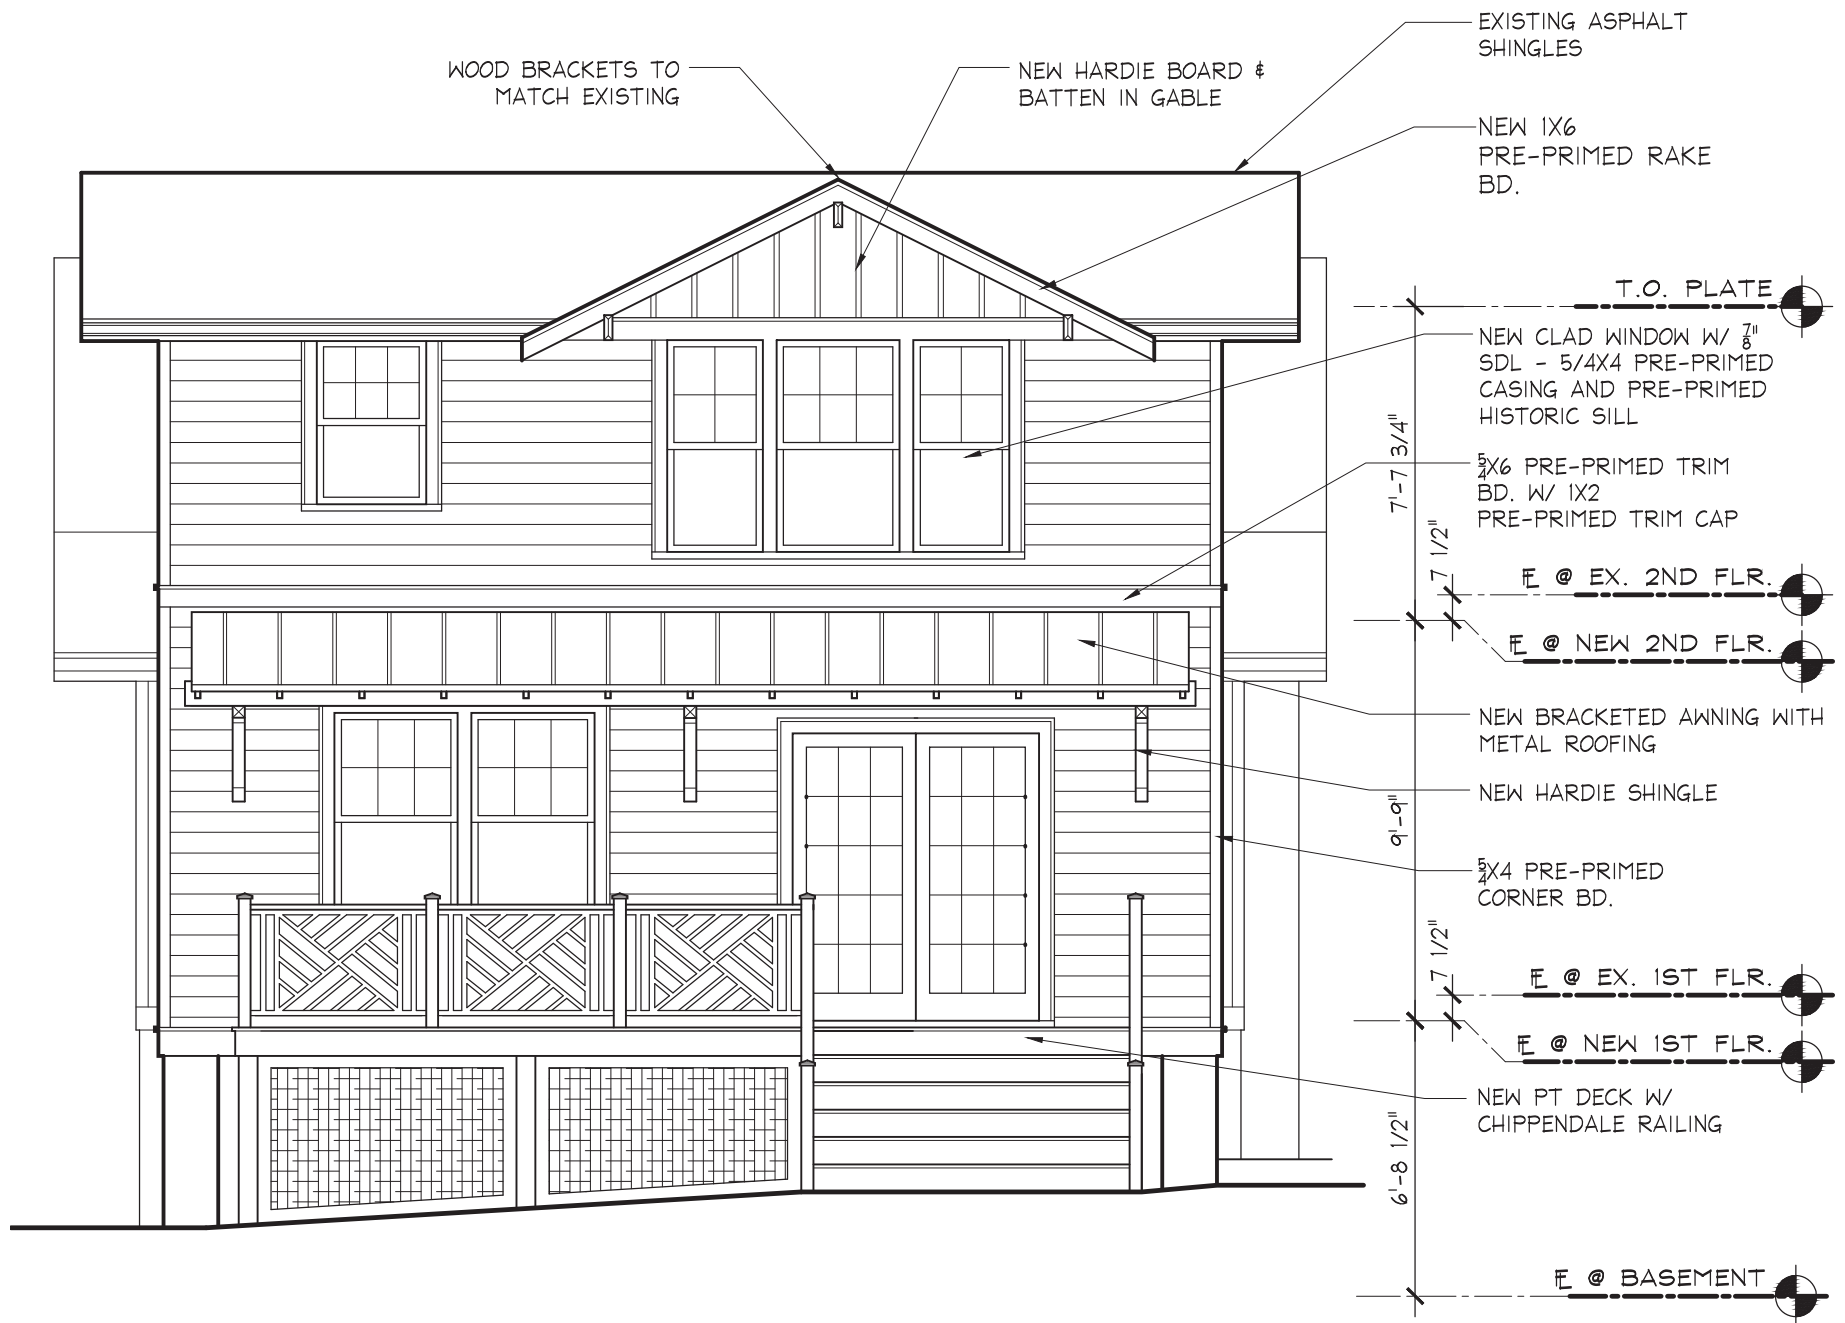 EXISTING ASPHALT
SHINGLES
WOOD BRACKETS TO
MATCH EXISTING
NEW HARDIE BOARD &
BATTEN IN GABLE
NEW 1X6
PRE-PRIMED RAKE
BD.
T.O. PLATE
NEW CLAD WINDOW W/ 7/8"
SDL - 5/4X4 PRE-PRIMED
CASING AND PRE-PRIMED
HISTORIC SILL
7'-7 3/4"
5/4X6 PRE-PRIMED TRIM
BD. W/ 1X2
PRE-PRIMED TRIM CAP
7 1/2"
FL @ EX. 2ND FLR.
FL @ NEW 2ND FLR.
NEW BRACKETED AWNING WITH
METAL ROOFING
NEW HARDIE SHINGLE
9'-9"
5/4X4 PRE-PRIMED
CORNER BD.
7 1/2"
FL @ EX. 1ST FLR.
FL @ NEW 1ST FLR.
NEW PT DECK W/
CHIPPENDALE RAILING
6'-8 1/2"
FL @ BASEMENT